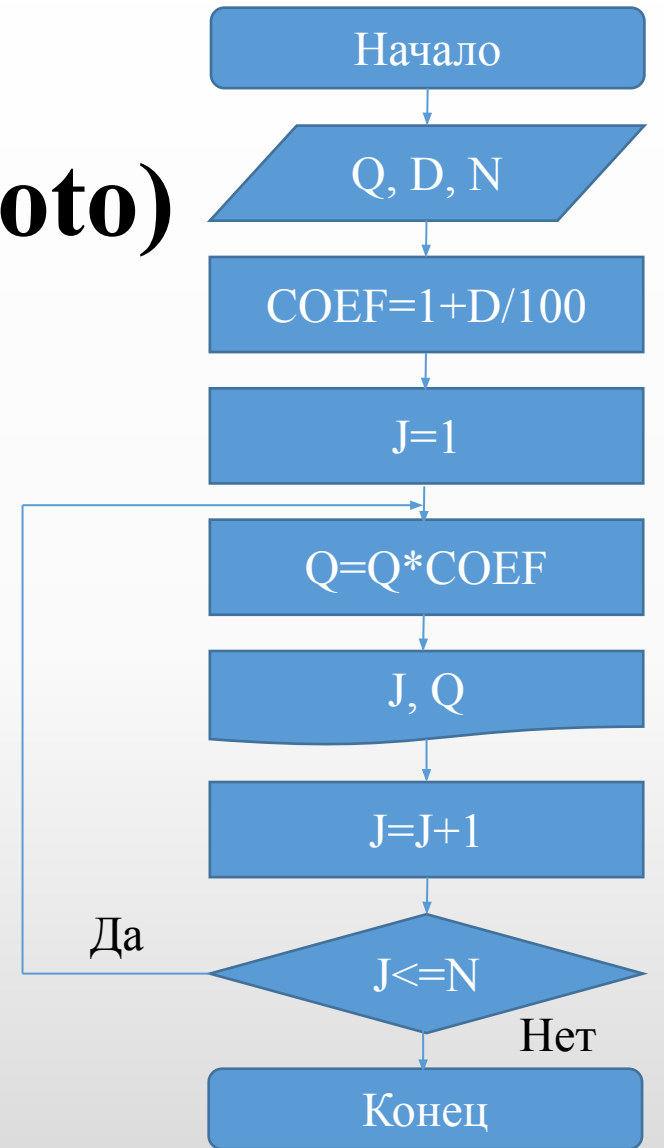 Начало
oto)
Q, D, N
COEF=1+D/100
J=1
Q=Q*COEF
J, Q
J=J+1
Да
J<=N
Нет
Конец